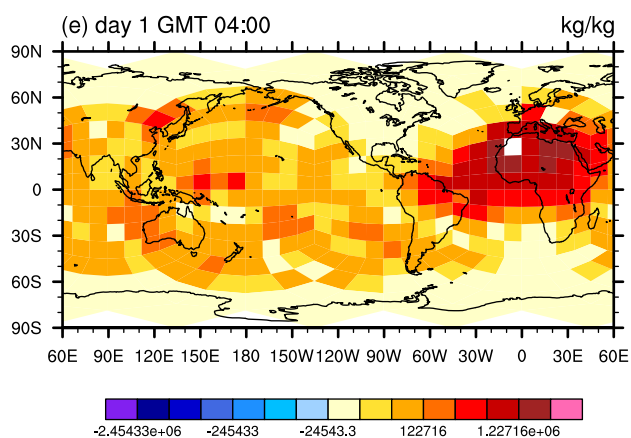 (e) day 1 GMT 04:00 kg/kg
90N
60N
30N
0
30S
60S
90S
60E 90E 120E 150E 180E 150W 120W 90W 60W 30W 0 30E 60E
-2.45433e+06 -245433 -24543.3 122716 1.22716e+06